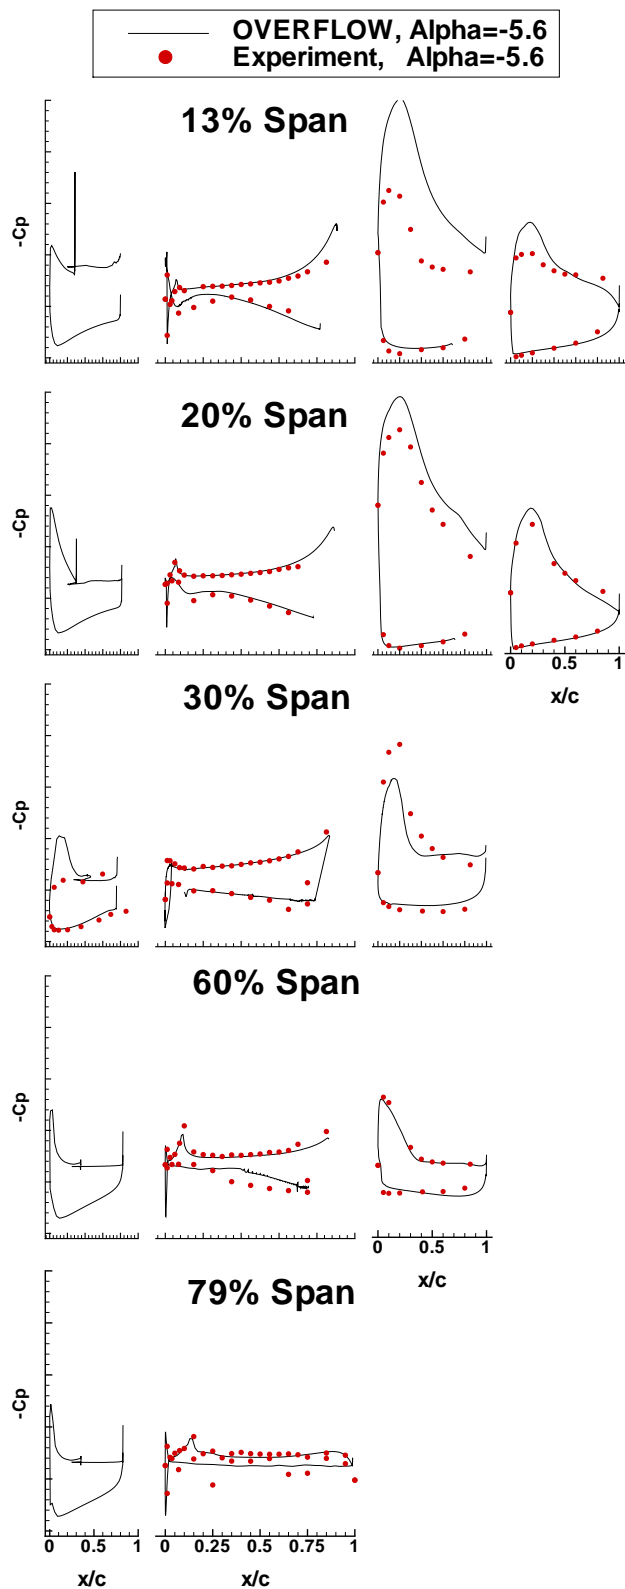 OVERFLOW, Alpha=-5.6
Experiment, Alpha=-5.6
13% Span
-Cp
20% Span
-Cp
0 0.5 1
x/c
30% Span
-Cp
60% Span
-Cp
0 0.5 1
x/c
79% Span
-Cp
0 0.5 1 0 0.25 0.5 0.75 1
x/c x/c